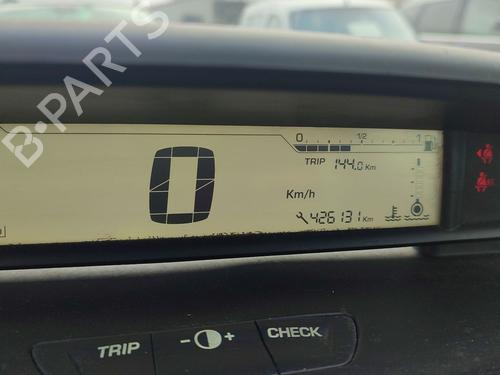 B-PARTS
0 1/2 1
TRIP 144.0 Km
0
Km/h
426131 Km
TRIP - + CHECK